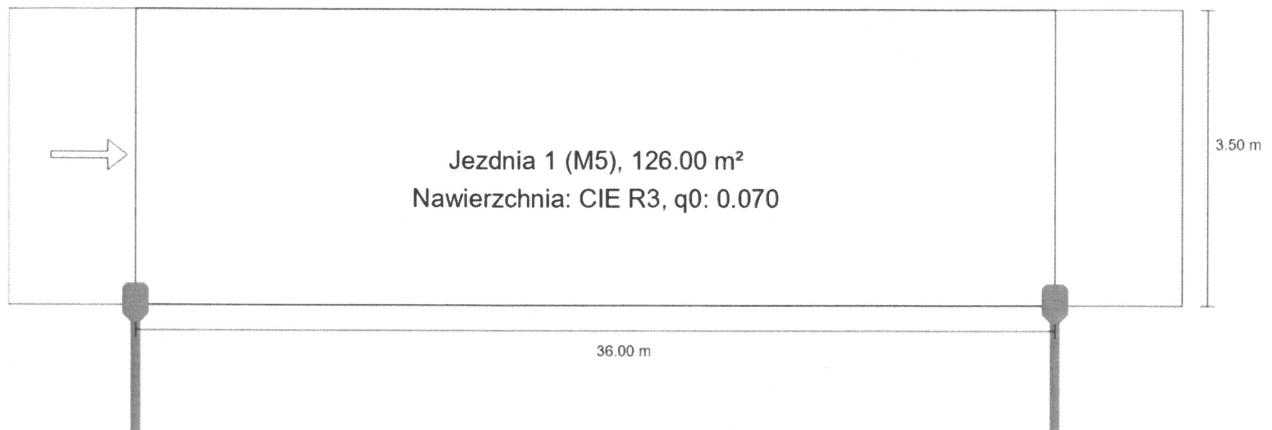 Jezdnia 1 (M5), 126.00 m²
Nawierzchnia: CIE R3, q0: 0.070
3.50 m
36.00 m